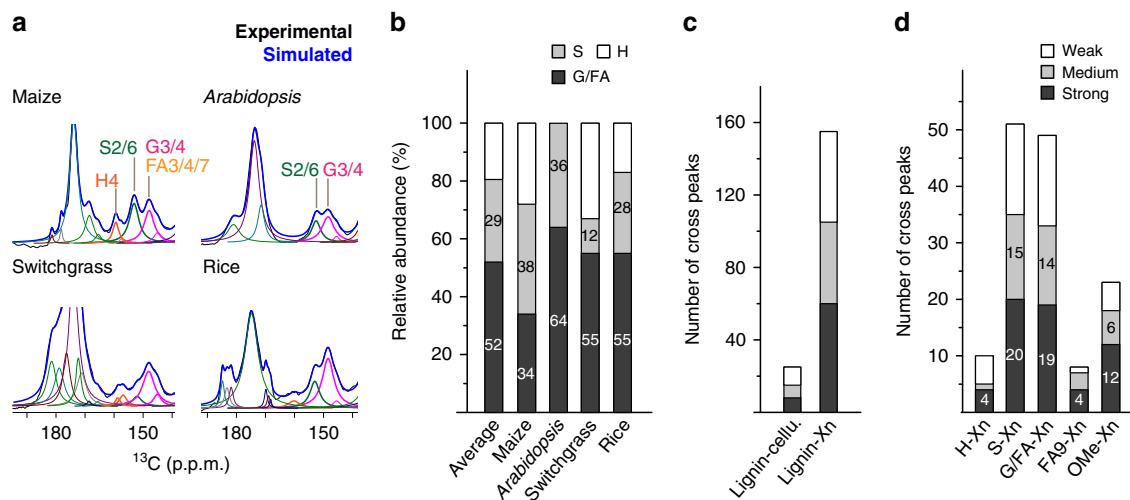 a
Experimental
Simulated
Maize
Arabidopsis
S2/6
G3/4
FA3/4/7
H4
S2/6
G3/4
Switchgrass
Rice
180
150
180
150
13C (p.p.m.)
b
S
H
G/FA
Relative abundance (%)
100
80
60
40
20
29
52
38
34
36
64
12
55
28
55
Average
Maize
Arabidopsis
Switchgrass
Rice
c
Number of cross peaks
160
120
80
40
Lignin-cellu.
Lignin-Xn
d
Weak
Medium
Strong
Number of cross peaks
50
40
30
20
10
0
4
15
20
14
19
4
6
12
H-Xn
S-Xn
G/FA-Xn
FA9-Xn
OMe-Xn